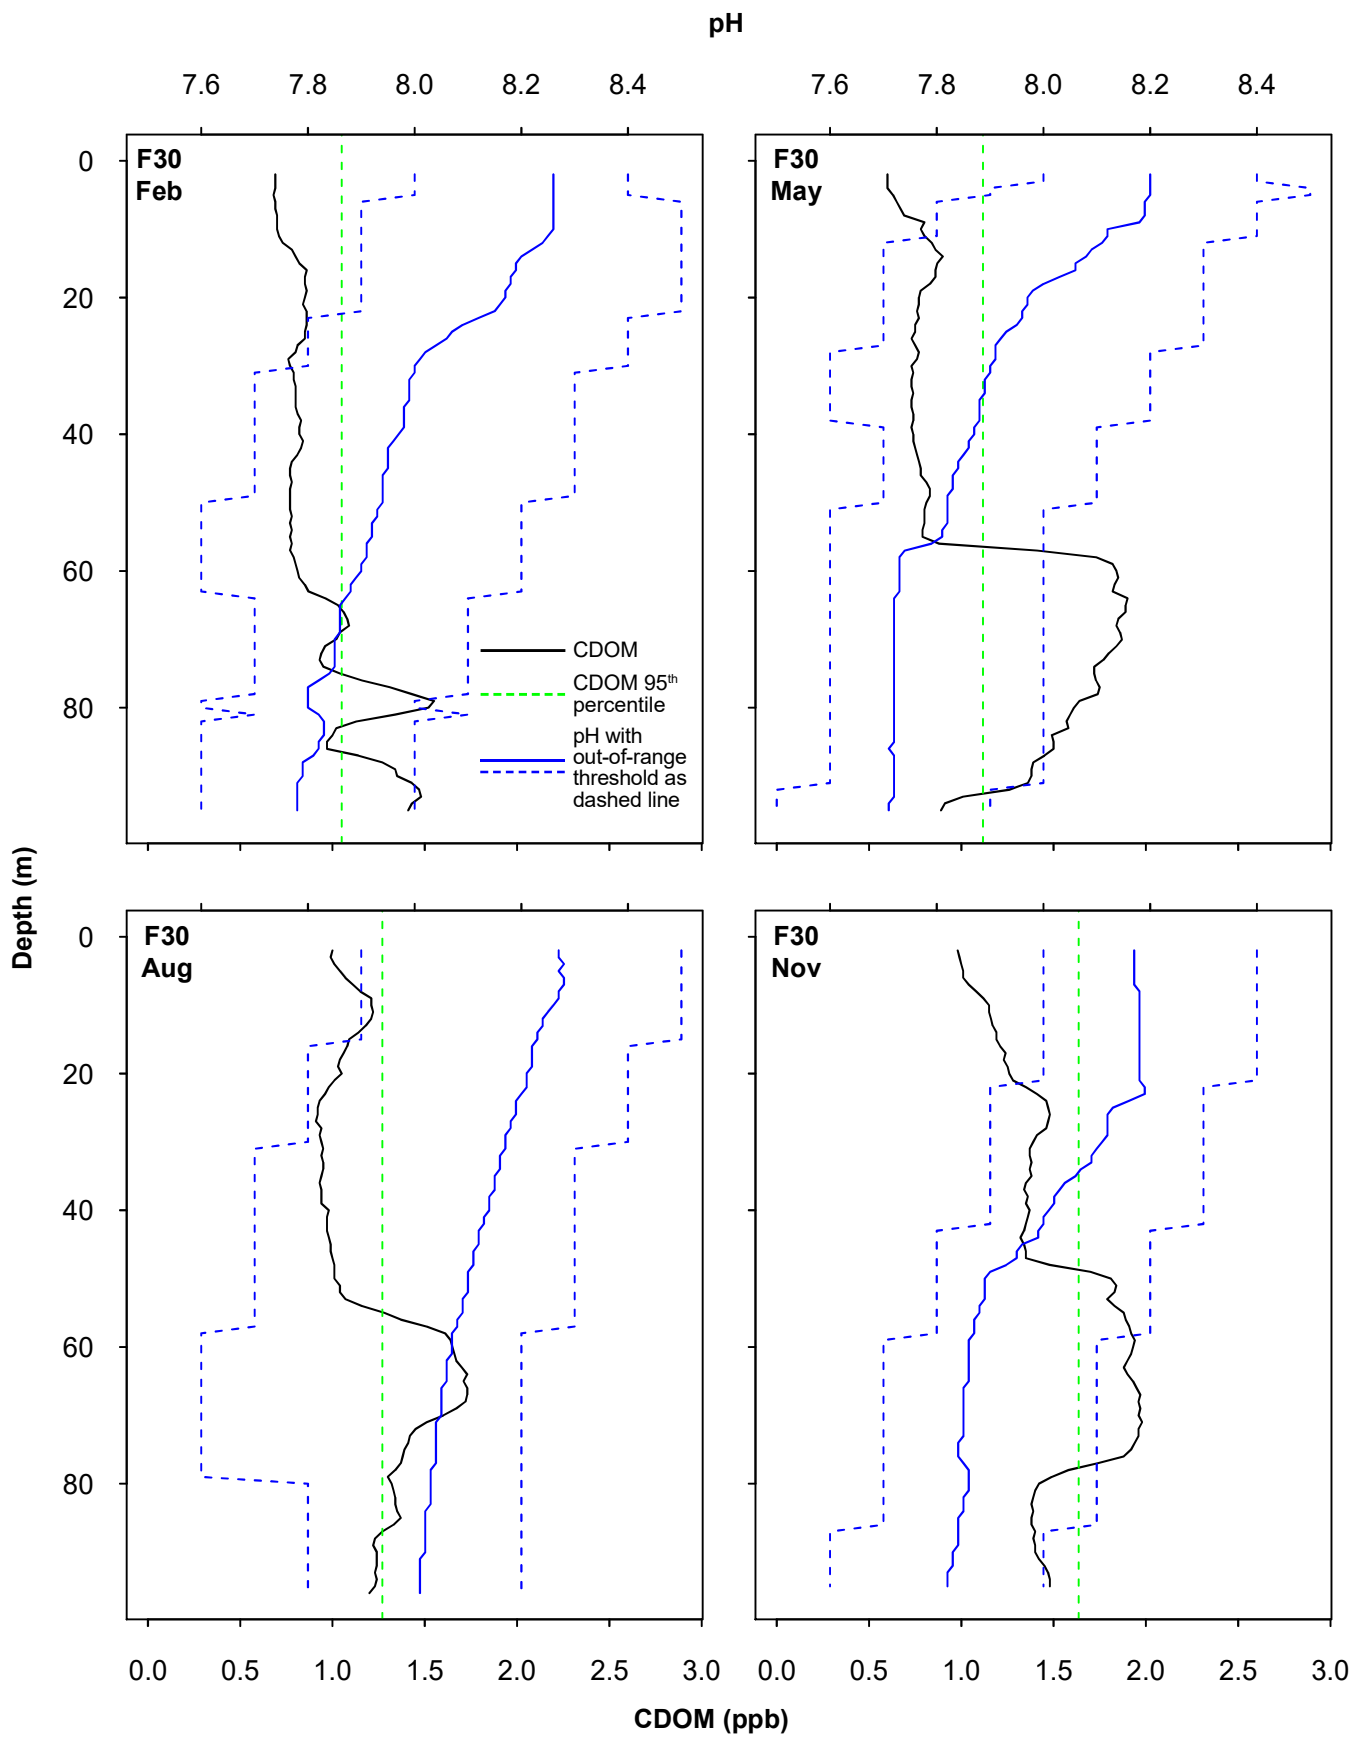 pH
7.6 7.8 8.0 8.2 8.4
7.6 7.8 8.0 8.2 8.4
F30
Feb
F30
May
0
20
40
60
80
CDOM
CDOM 95th
percentile
pH with
out-of-range
threshold as
dashed line
Depth (m)
F30
Aug
F30
Nov
0
20
40
60
80
0.0 0.5 1.0 1.5 2.0 2.5 3.0
0.0 0.5 1.0 1.5 2.0 2.5 3.0
CDOM (ppb)